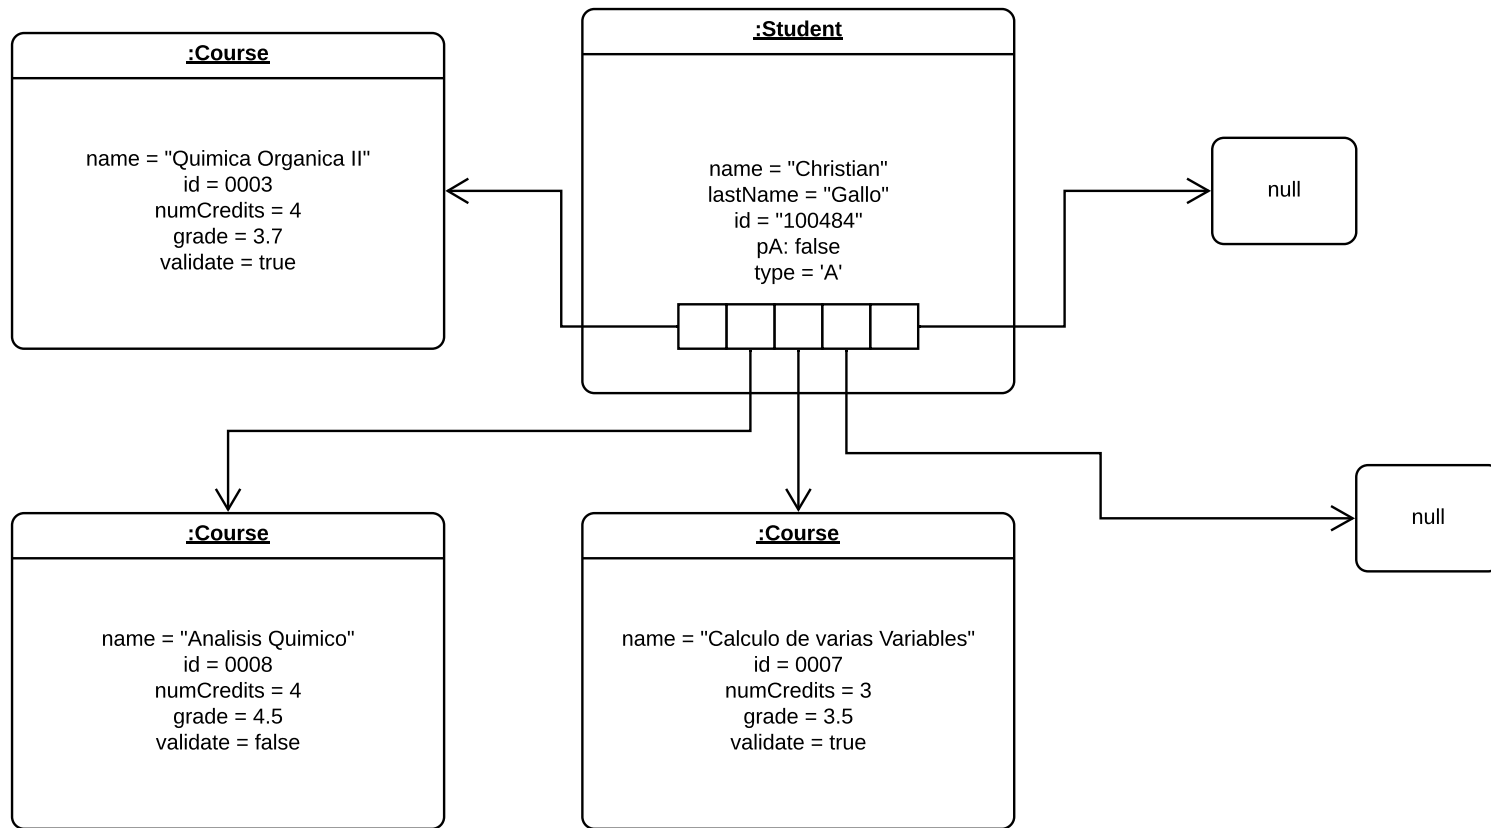 :Course
name = "Quimica Organica II"
id = 0003
numCredits = 4
grade = 3.7
validate = true
:Student
name = "Christian"
lastName = "Gallo"
id = "100484"
pA: false
type = 'A'
null
null
:Course
name = "Analisis Quimico"
id = 0008
numCredits = 4
grade = 4.5
validate = false
:Course
name = "Calculo de varias Variables"
id = 0007
numCredits = 3
grade = 3.5
validate = true